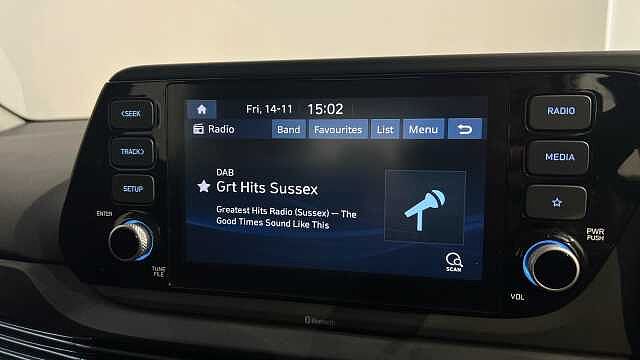 <SEEK
TRACK>
SETUP
ENTER
TUNE
FILE
Fri, 14-11 15:02
Radio Band Favourites List Menu
DAB
Grt Hits Sussex
Greatest Hits Radio (Sussex) — The
Good Times Sound Like This
SCAN
RADIO
MEDIA
PWR
PUSH
VOL
Bluetooth